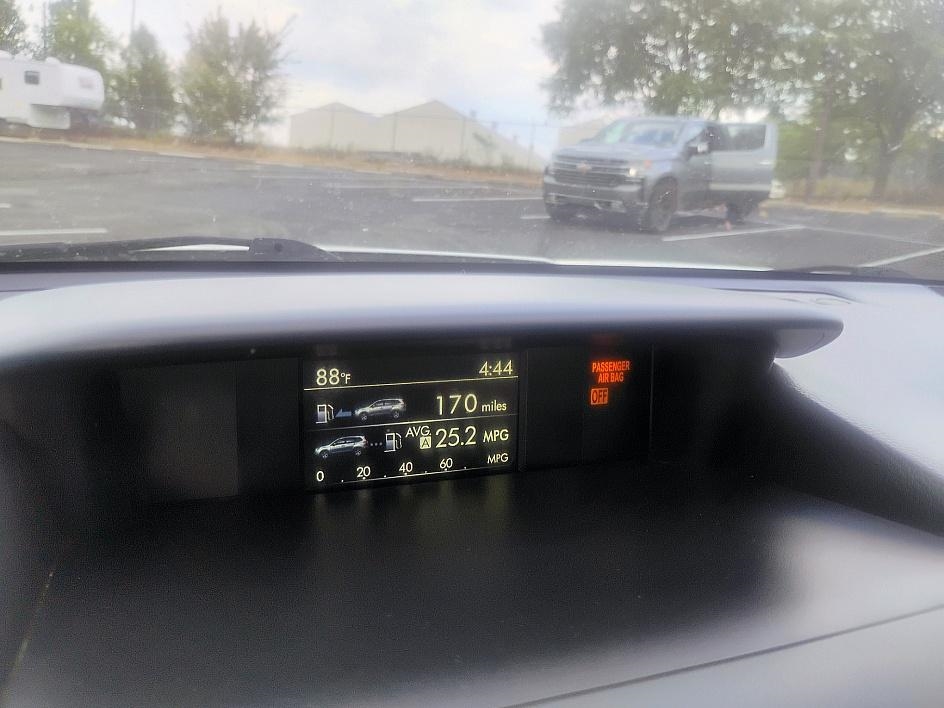 88°F 4:44
170 miles
AVG.
A 25.2 MPG
0 20 40 60 MPG
PASSENGER
AIR BAG
OFF